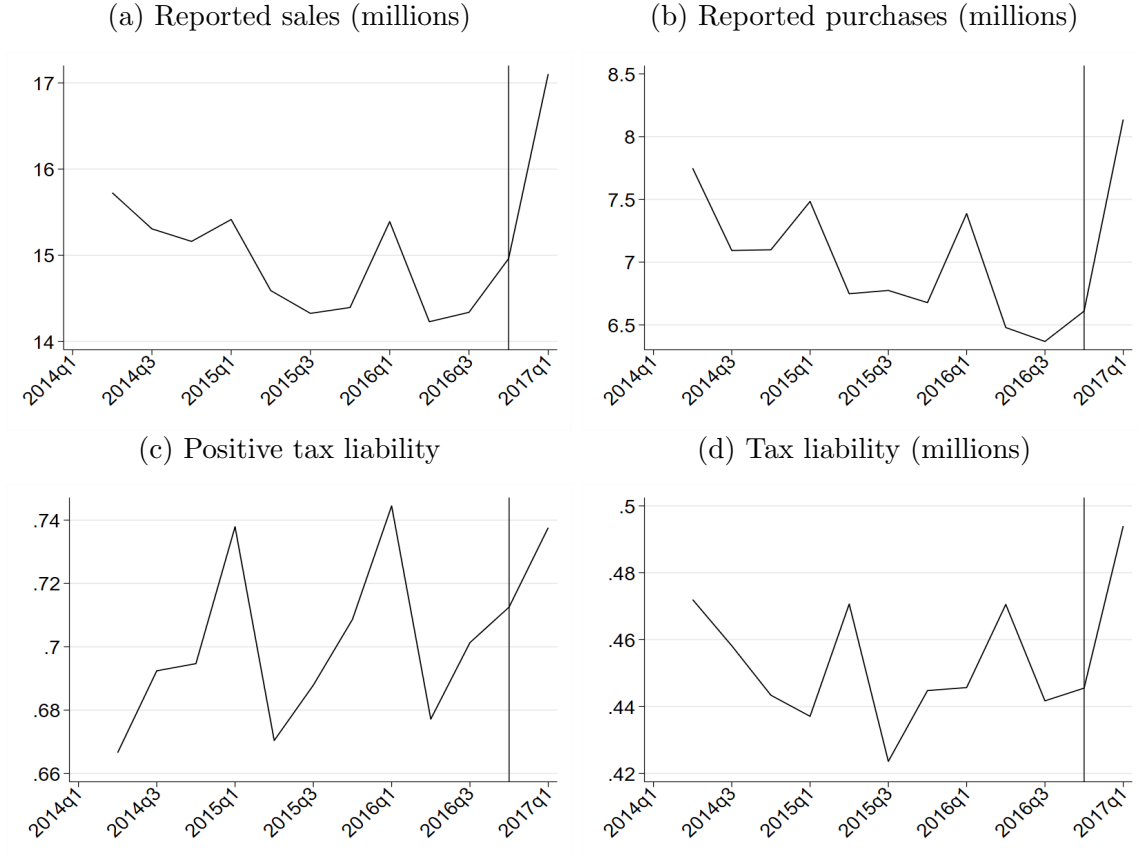 (a) Reported sales (millions)
17
16
15
14
2014q1 2014q3 2015q1 2015q3 2016q1 2016q3 2017q1
(b) Reported purchases (millions)
8.5
8
7.5
7
6.5
2014q1 2014q3 2015q1 2015q3 2016q1 2016q3 2017q1
(c) Positive tax liability
.74
.72
.7
.68
.66
2014q1 2014q3 2015q1 2015q3 2016q1 2016q3 2017q1
(d) Tax liability (millions)
.5
.48
.46
.44
.42
2014q1 2014q3 2015q1 2015q3 2016q1 2016q3 2017q1